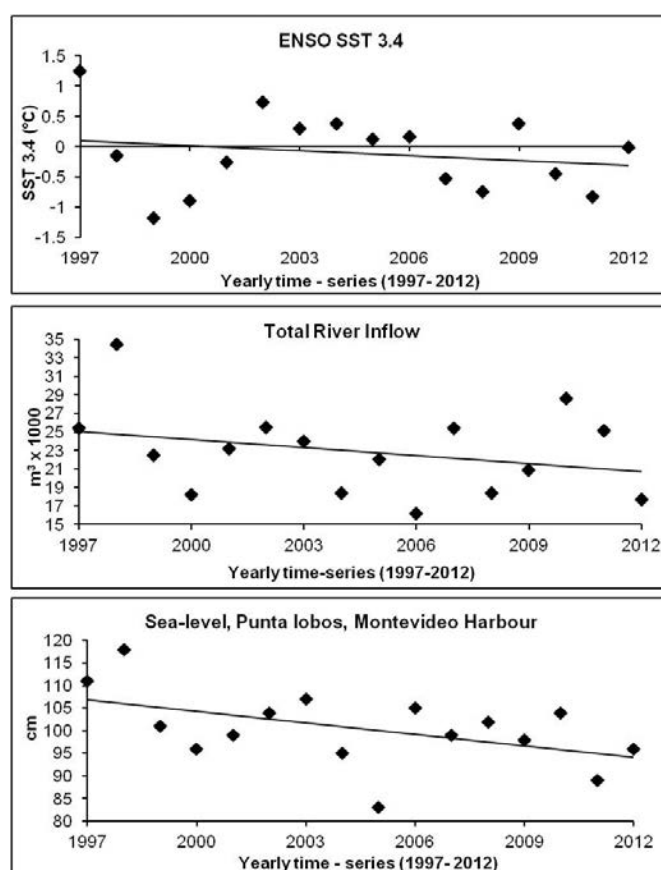 ENSO SST 3.4
SST 3.4 (°C)
1.5
1
0.5
0
-0.5
-1
-1.5
1997 2000 2003 2006 2009 2012
Yearly time - series (1997- 2012)
Total River Inflow
m³ x 1000
35
33
31
29
27
25
23
21
19
17
15
1997 2000 2003 2006 2009 2012
Yearly time-series (1997-2012)
Sea-level, Punta lobos, Montevideo Harbour
cm
120
115
110
105
100
95
90
85
80
1997 2000 2003 2006 2009 2012
Yearly time - series (1997-2012)